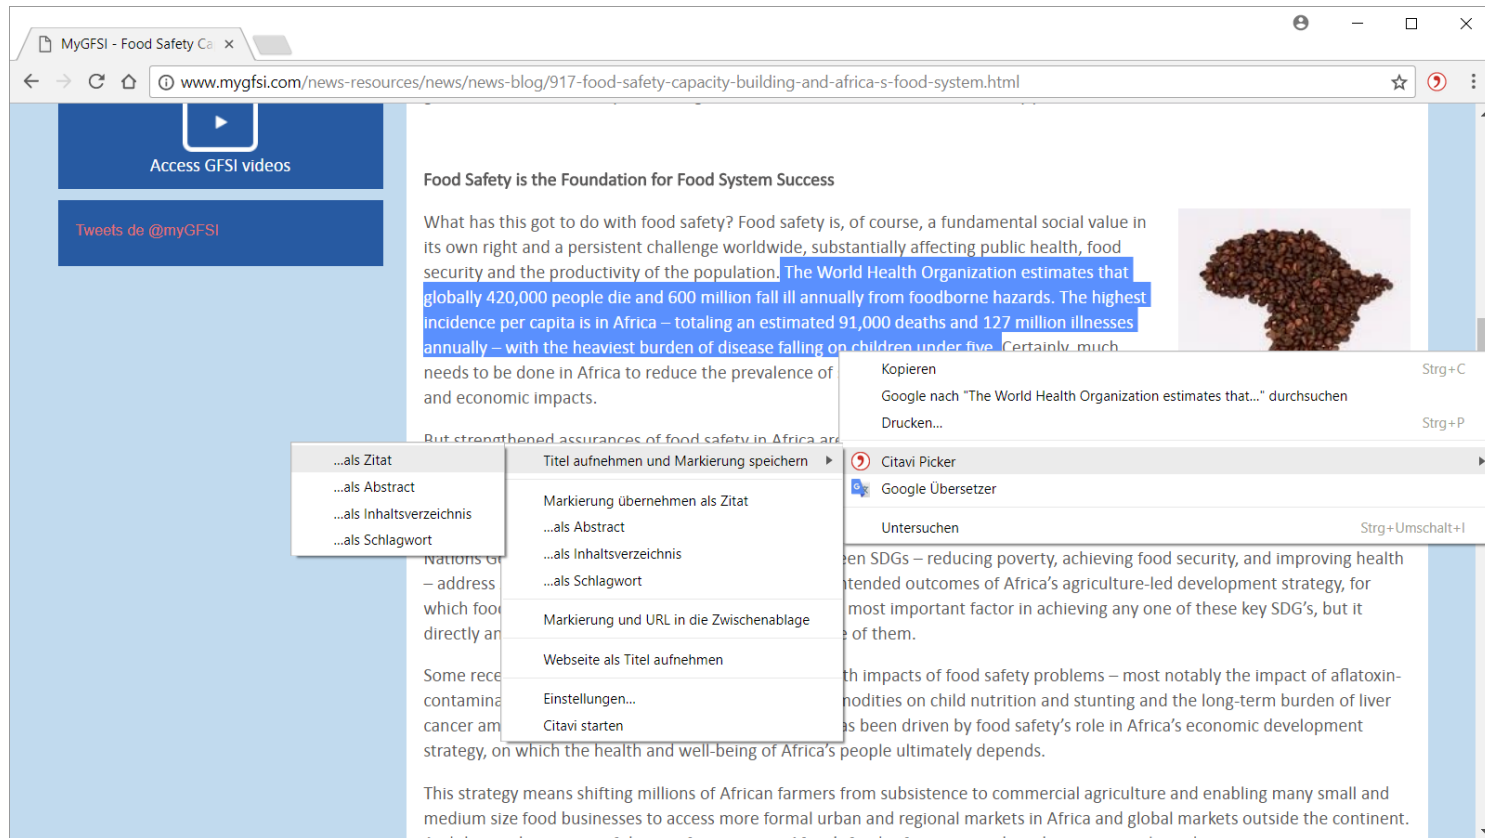 MyGFSI - Food Safety Ca
www.mygfsi.com/news-resources/news/news-blog/917-food-safety-capacity-building-and-africa-s-food-system.html
Access GFSI videos
Tweets de @myGFSI
Food Safety is the Foundation for Food System Success
What has this got to do with food safety? Food safety is, of course, a fundamental social value in
its own right and a persistent challenge worldwide, substantially affecting public health, food
security and the productivity of the population. The World Health Organization estimates that
globally 420,000 people die and 600 million fall ill annually from foodborne hazards. The highest
incidence per capita is in Africa – totaling an estimated 91,000 deaths and 127 million illnesses
annually – with the heaviest burden of disease falling on children under five. Certainly, much
needs to be done in Africa to reduce the prevalence of
and economic impacts.
But strengthened assurances of food safety in Africa are
Kopieren Strg+C
Google nach "The World Health Organization estimates that..." durchsuchen
Drucken... Strg+P
Citavi Picker
Google Übersetzer
Untersuchen Strg+Umschalt+I
Titel aufnehmen und Markierung speichern
Markierung übernehmen als Zitat
...als Abstract
...als Inhaltsverzeichnis
...als Schlagwort
Markierung und URL in die Zwischenablage
Webseite als Titel aufnehmen
Einstellungen...
Citavi starten
...als Zitat
...als Abstract
...als Inhaltsverzeichnis
...als Schlagwort
Nations een SDGs – reducing poverty, achieving food security, and improving health
– address tended outcomes of Africa's agriculture-led development strategy, for
which most important factor in achieving any one of these key SDG's, but it
directly of them.
Some th impacts of food safety problems – most notably the impact of aflatoxin-
contamina modities on child nutrition and stunting and the long-term burden of liver
cancer as been driven by food safety's role in Africa's economic development
strategy, on which the health and well-being of Africa's people ultimately depends.
This strategy means shifting millions of African farmers from subsistence to commercial agriculture and enabling many small and
medium size food businesses to access more formal urban and regional markets in Africa and global markets outside the continent.